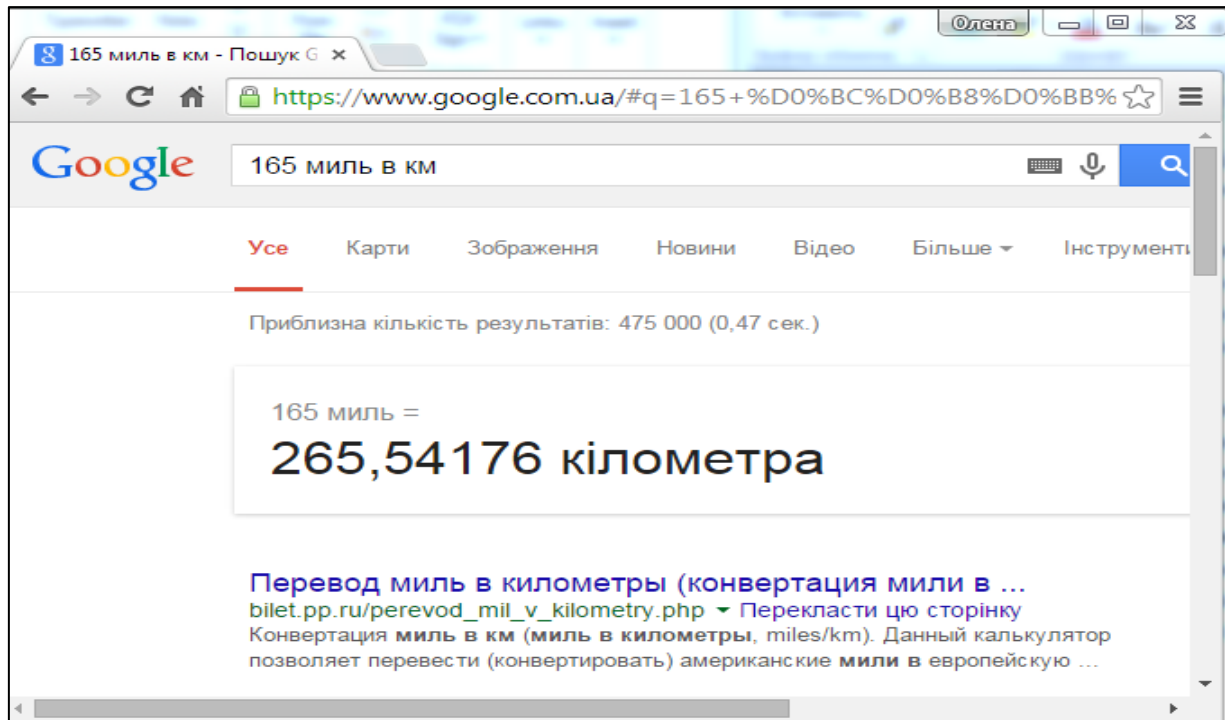 Олена
8 165 миль в км - Пошук G
https://www.google.com.ua/#q=165+%D0%BC%D0%B8%D0%BB%
Google
165 миль в км
Усе Карти Зображення Новини Відео Більше Інструменти
Приблизна кількість результатів: 475 000 (0,47 сек.)
165 миль =
265,54176 кілометра
Перевод миль в километры (конвертация мили в ...
bilet.pp.ru/perevod_mil_v_kilometry.php Перекласти цю сторінку
Конвертация миль в км (миль в километры, miles/km). Данный калькулятор
позволяет перевести (конвертировать) американские мили в европейскую ...